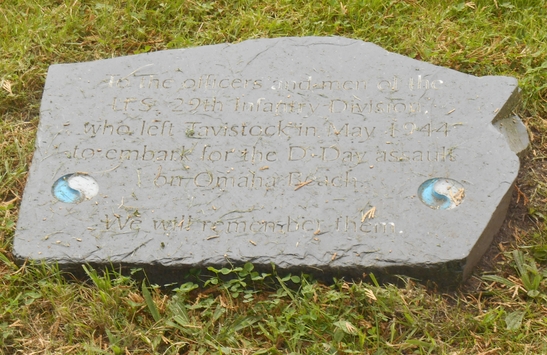 To the officers and men of the
U.S. 29th Infantry Division,
who left Tavistock in May 1944
to embark for the D-Day assault
on Omaha Beach.
We will remember them.